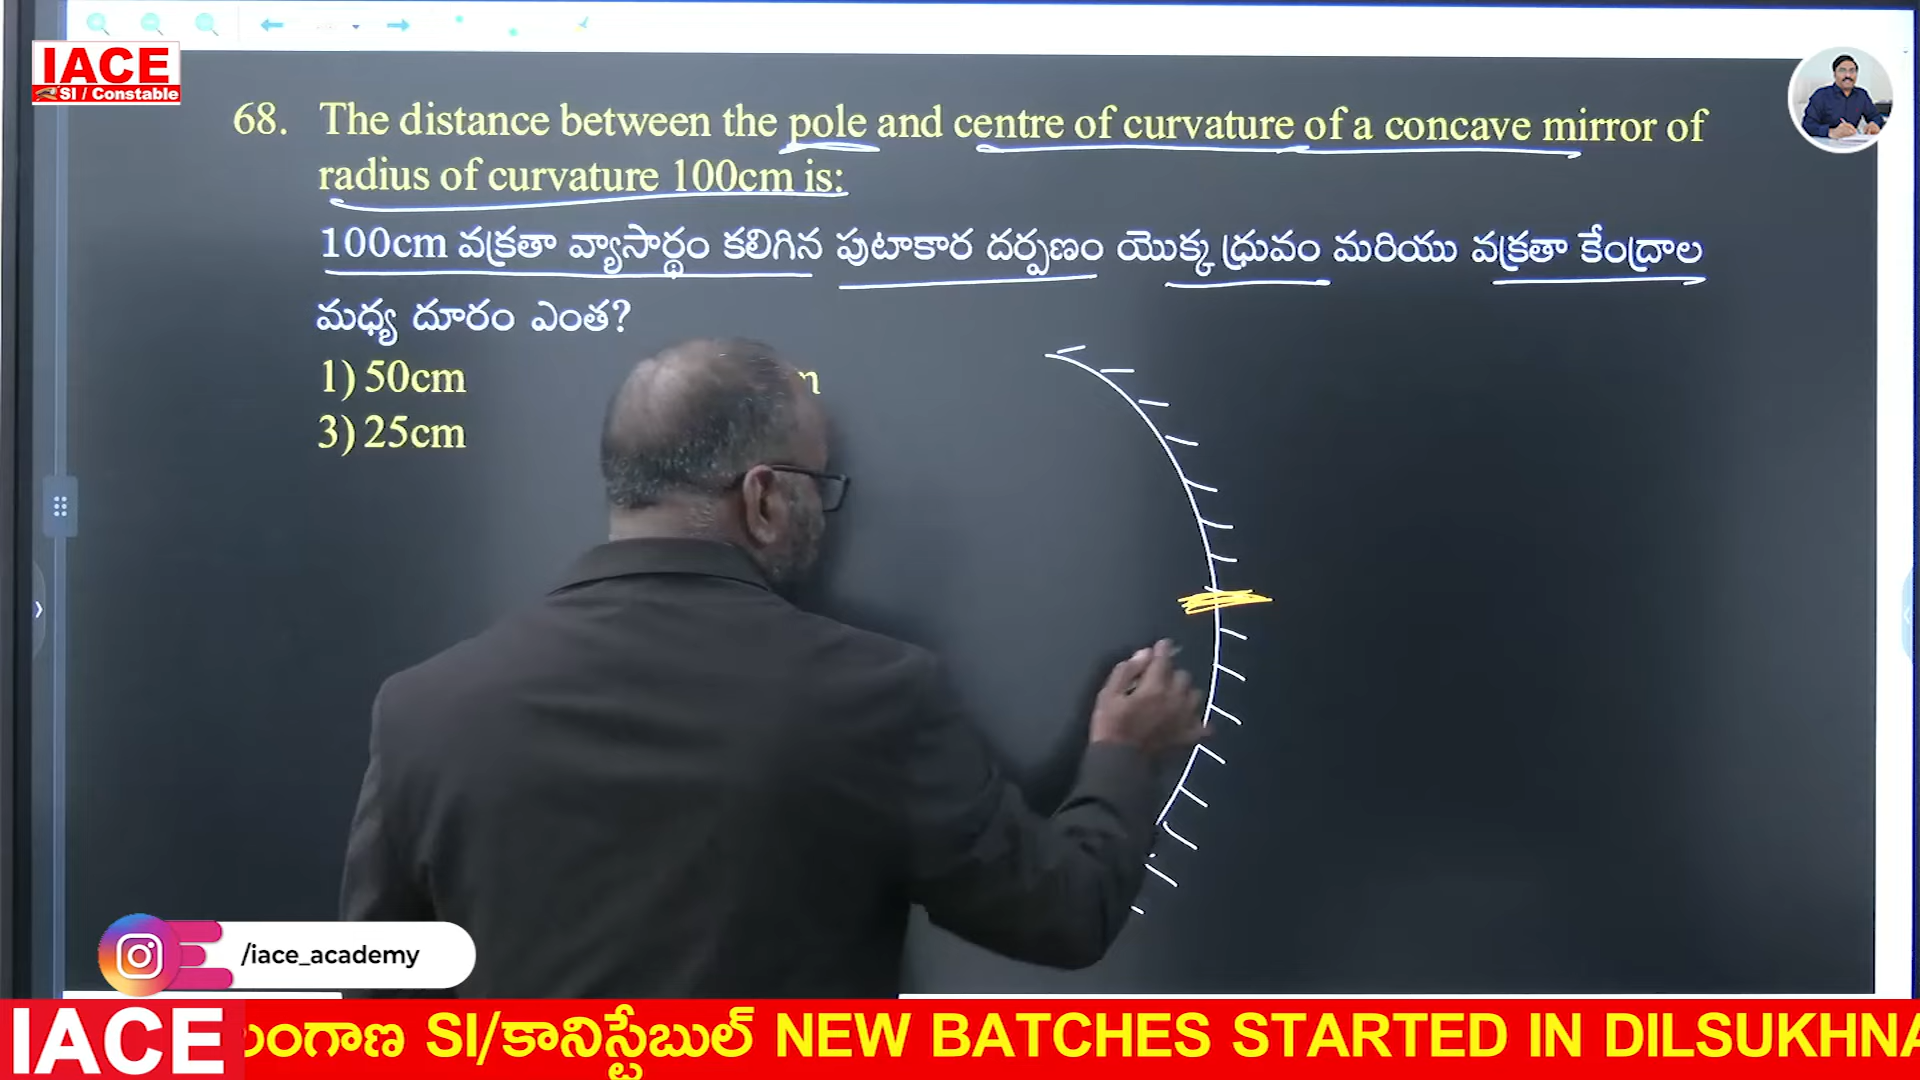 IACE
SI / Constable
68. The distance between the pole and centre of curvature of a concave mirror of
radius of curvature 100cm is:
100cm వక్రతా వ్యాసార్థం కలిగిన పుటాకార దర్పణం యొక్క ధ్రువం మరియు వక్రతా కేంద్రాల
మధ్య దూరం ఎంత?
1) 50cm
3) 25cm
/iace_academy
IACE లంగాణ SI/కానిస్టేబుల్ NEW BATCHES STARTED IN DILSUKHNA